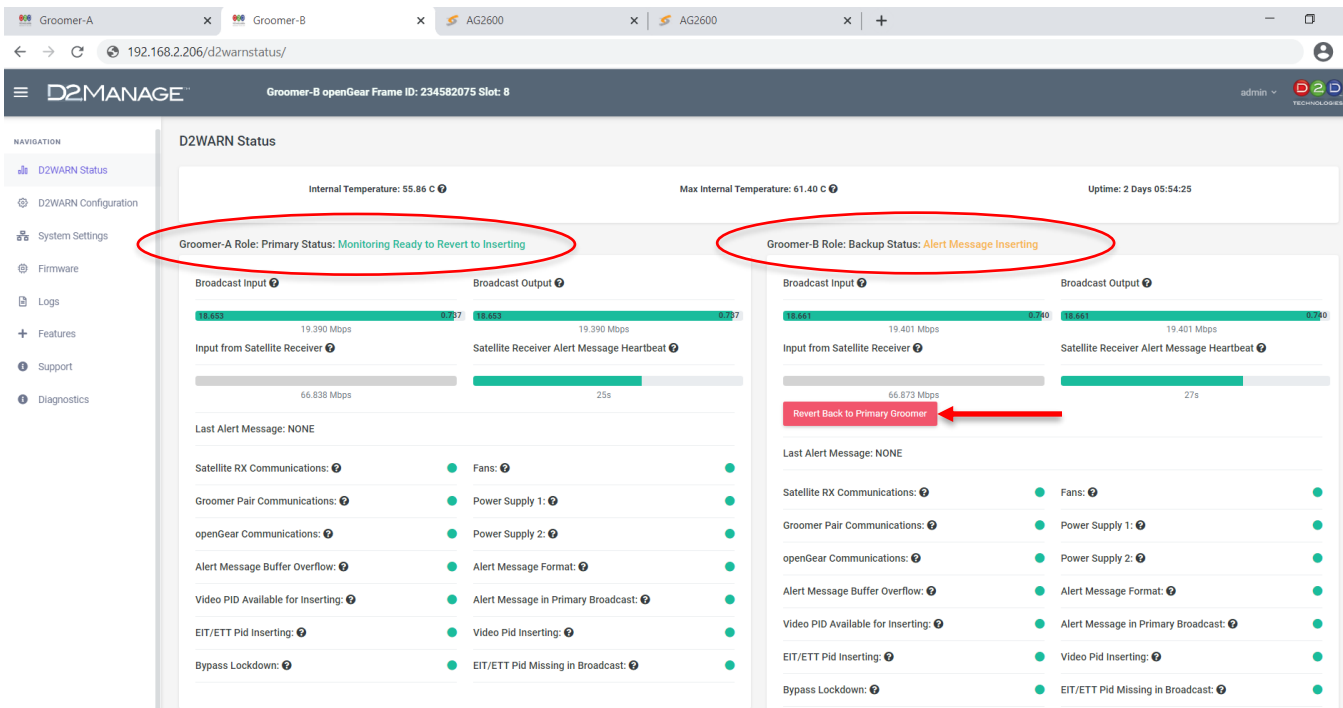 Groomer-A
Groomer-B
AG2600
AG2600
192.168.2.206/d2warnstatus/
D2MANAGE™
Groomer-B openGear Frame ID: 234582075 Slot: 8
admin
D2D
TECHNOLOGIES
NAVIGATION
D2WARN Status
D2WARN Configuration
System Settings
Firmware
Logs
Features
Support
Diagnostics
D2WARN Status
Internal Temperature: 55.86 C
Max Internal Temperature: 61.40 C
Uptime: 2 Days 05:54:25
Groomer-A Role: Primary Status: Monitoring Ready to Revert to Inserting
Broadcast Input
Broadcast Output
18.653 0.737
18.653 0.737
19.390 Mbps
19.390 Mbps
Input from Satellite Receiver
Satellite Receiver Alert Message Heartbeat
66.838 Mbps
25s
Last Alert Message: NONE
Satellite RX Communications:
Fans:
Groomer Pair Communications:
Power Supply 1:
openGear Communications:
Power Supply 2:
Alert Message Buffer Overflow:
Alert Message Format:
Video PID Available for Inserting:
Alert Message in Primary Broadcast:
EIT/ETT Pid Inserting:
Video Pid Inserting:
Bypass Lockdown:
EIT/ETT Pid Missing in Broadcast:
Groomer-B Role: Backup Status: Alert Message Inserting
Broadcast Input
Broadcast Output
18.661 0.740
18.661 0.740
19.401 Mbps
19.401 Mbps
Input from Satellite Receiver
Satellite Receiver Alert Message Heartbeat
66.873 Mbps
27s
Revert Back to Primary Groomer
Last Alert Message: NONE
Satellite RX Communications:
Fans:
Groomer Pair Communications:
Power Supply 1:
openGear Communications:
Power Supply 2:
Alert Message Buffer Overflow:
Alert Message Format:
Video PID Available for Inserting:
Alert Message in Primary Broadcast:
EIT/ETT Pid Inserting:
Video Pid Inserting:
Bypass Lockdown:
EIT/ETT Pid Missing in Broadcast: